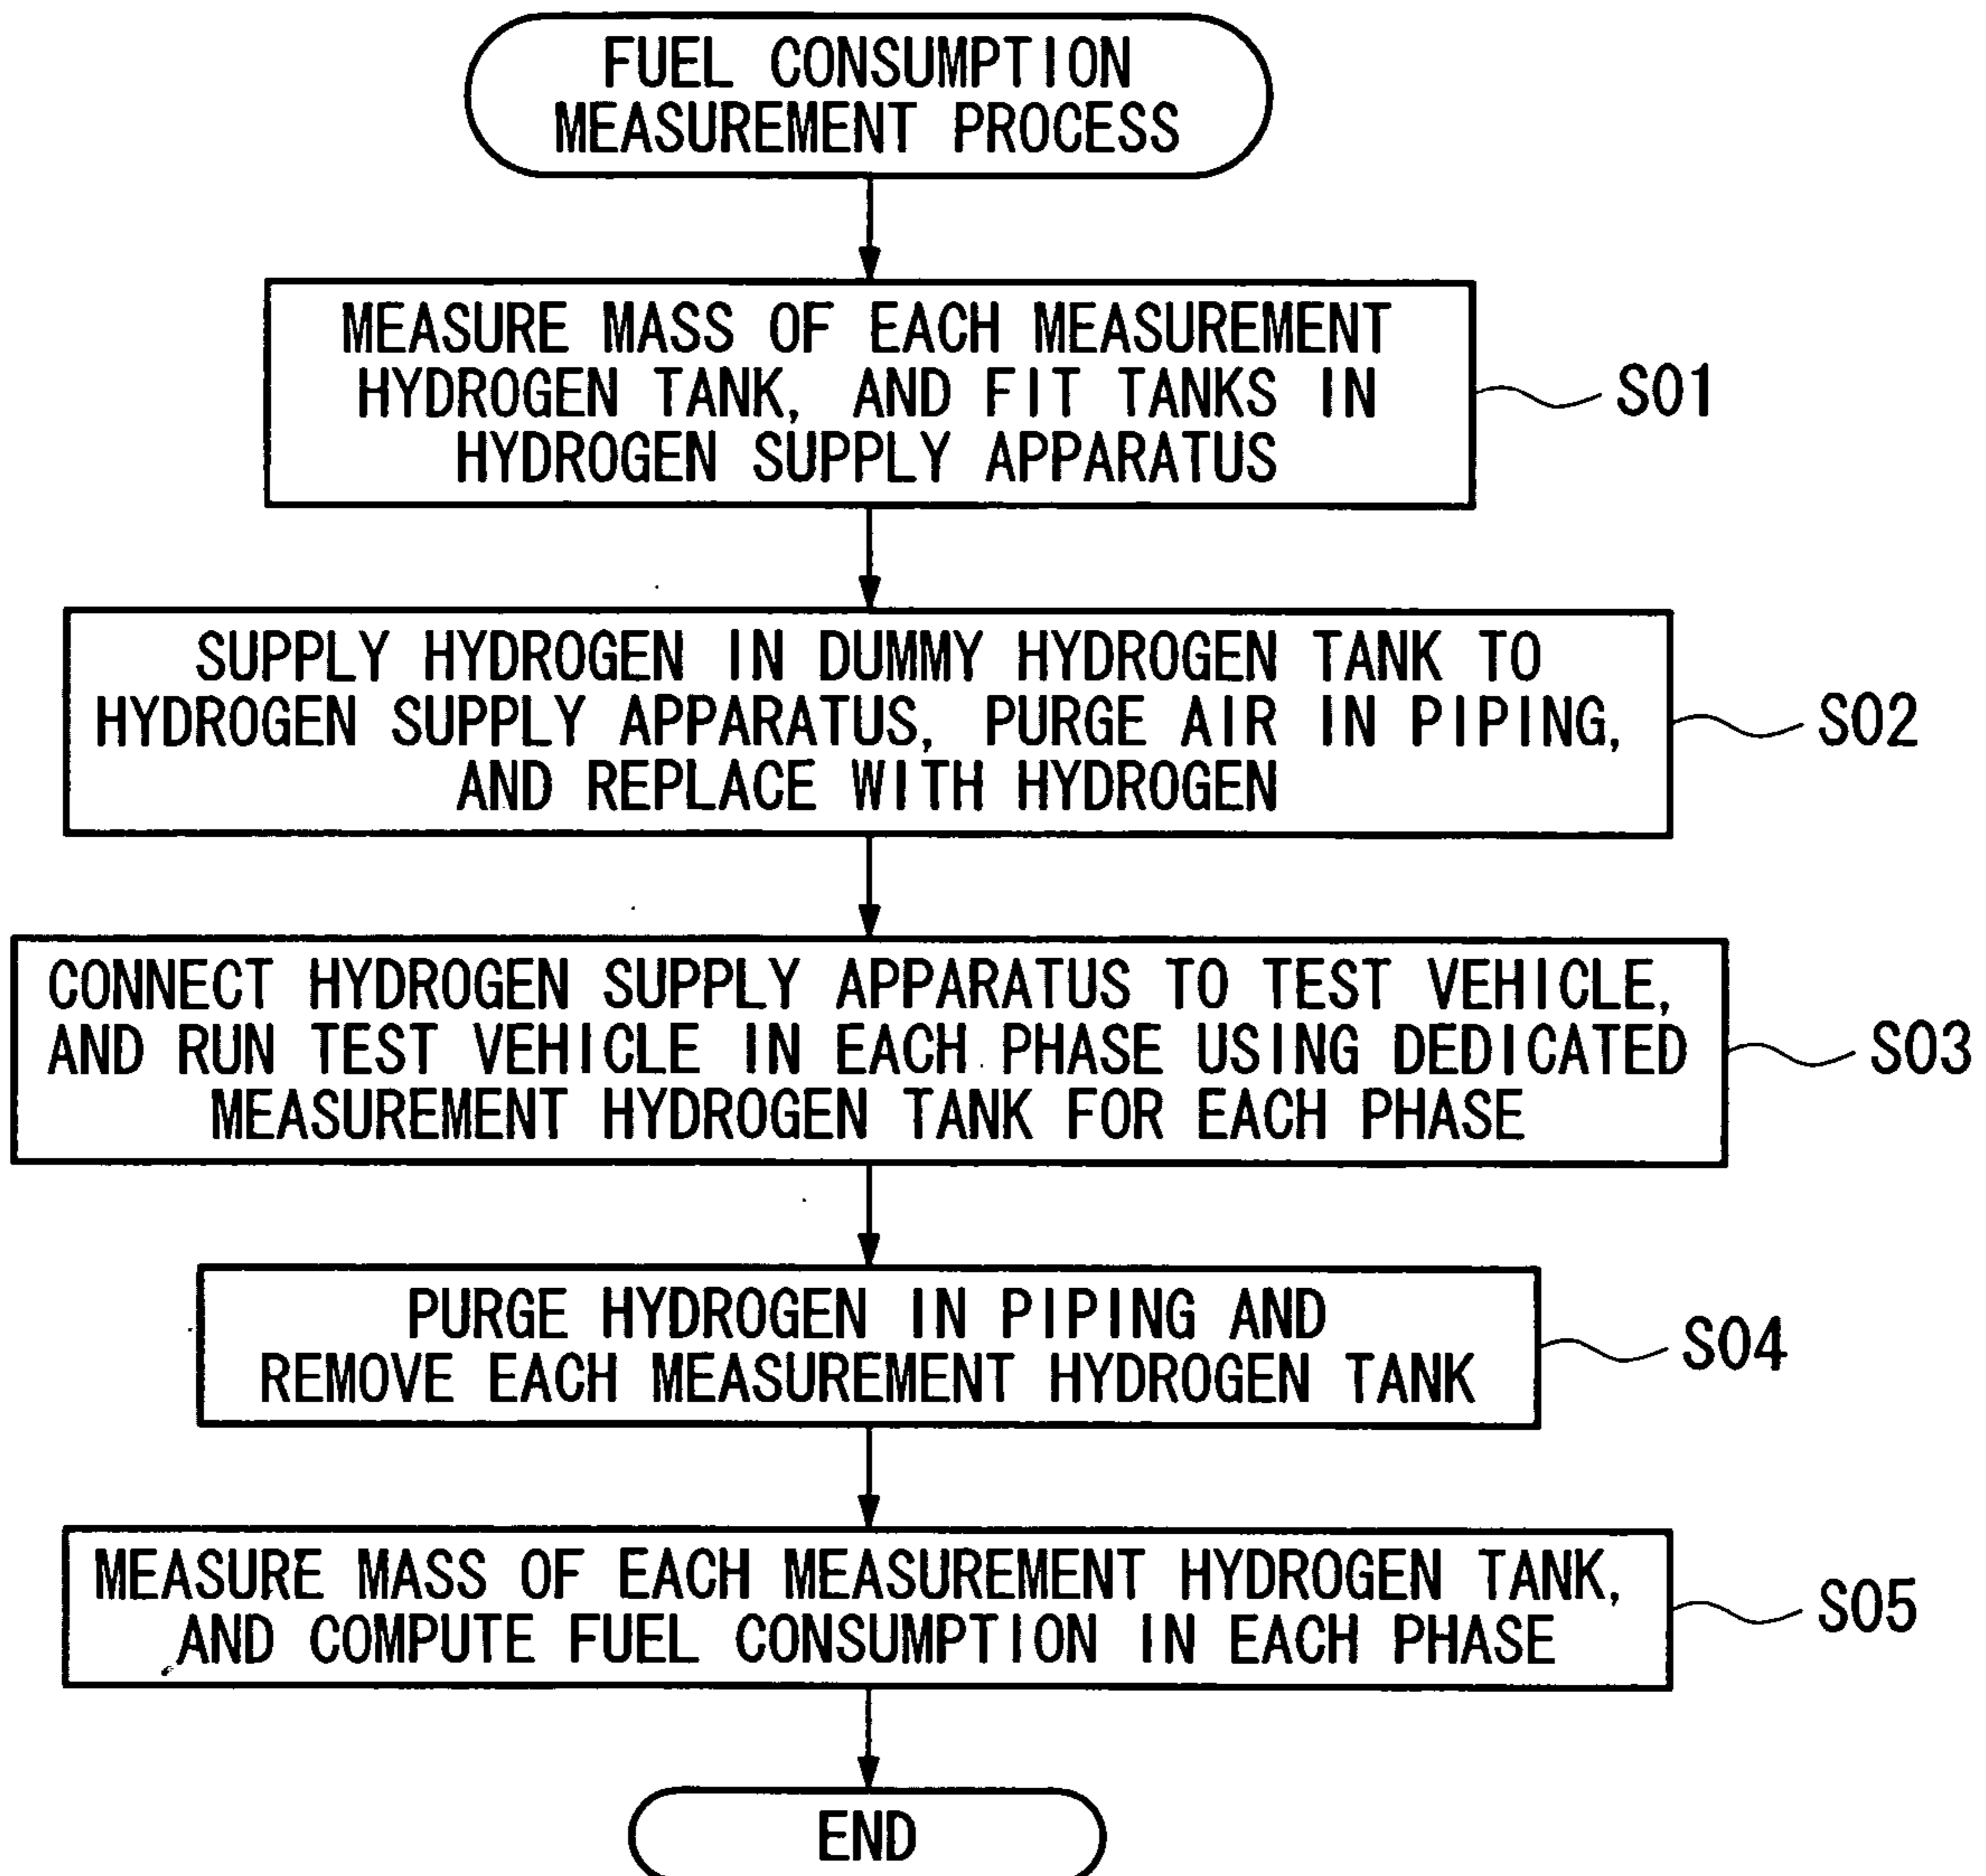 FUEL CONSUMPTION
MEASUREMENT PROCESS
MEASURE MASS OF EACH MEASUREMENT
HYDROGEN TANK, AND FIT TANKS IN
HYDROGEN SUPPLY APPARATUS
S01
SUPPLY HYDROGEN IN DUMMY HYDROGEN TANK TO
HYDROGEN SUPPLY APPARATUS, PURGE AIR IN PIPING,
AND REPLACE WITH HYDROGEN
S02
CONNECT HYDROGEN SUPPLY APPARATUS TO TEST VEHICLE,
AND RUN TEST VEHICLE IN EACH PHASE USING DEDICATED
MEASUREMENT HYDROGEN TANK FOR EACH PHASE
S03
PURGE HYDROGEN IN PIPING AND
REMOVE EACH MEASUREMENT HYDROGEN TANK
S04
MEASURE MASS OF EACH MEASUREMENT HYDROGEN TANK,
AND COMPUTE FUEL CONSUMPTION IN EACH PHASE
S05
END